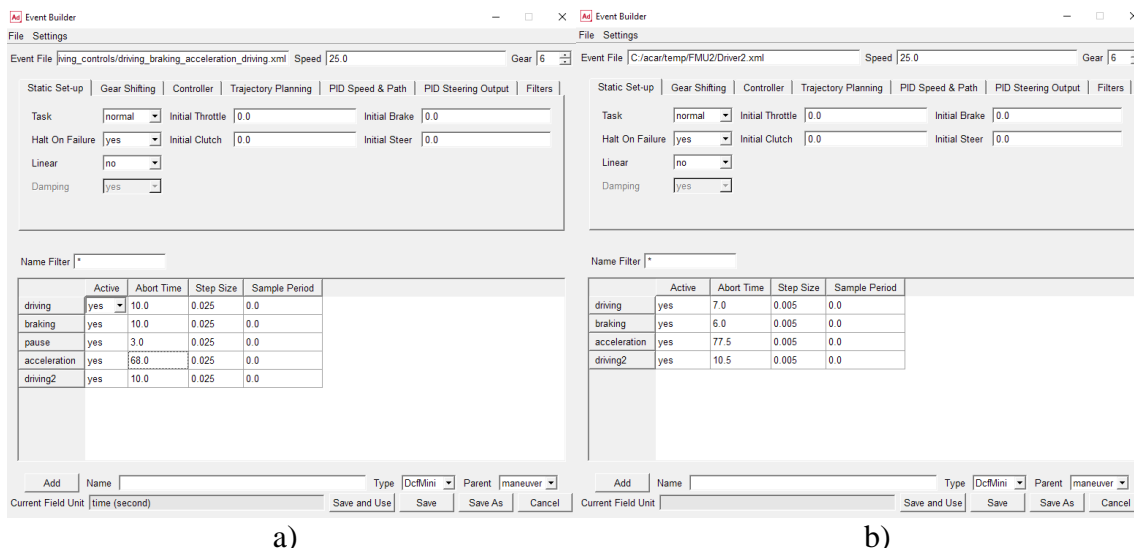 Ad Event Builder
File Settings
Event File iving_controls/driving_braking_acceleration_driving.xml Speed 25.0 Gear 6
Static Set-up Gear Shifting Controller Trajectory Planning PID Speed & Path PID Steering Output Filters
Task normal Initial Throttle 0.0 Initial Brake 0.0
Halt On Failure yes Initial Clutch 0.0 Initial Steer 0.0
Linear no
Damping yes
Name Filter *
Active Abort Time Step Size Sample Period
driving yes 10.0 0.025 0.0
braking yes 10.0 0.025 0.0
pause yes 3.0 0.025 0.0
acceleration yes 68.0 0.025 0.0
driving2 yes 10.0 0.025 0.0
Add Name Type DcfMini Parent maneuver
Current Field Unit time (second) Save and Use Save Save As Cancel
a)
Ad Event Builder
File Settings
Event File C:/acar/temp/FMU2/Driver2.xml Speed 25.0 Gear 6
Static Set-up Gear Shifting Controller Trajectory Planning PID Speed & Path PID Steering Output Filters
Task normal Initial Throttle 0.0 Initial Brake 0.0
Halt On Failure yes Initial Clutch 0.0 Initial Steer 0.0
Linear no
Damping yes
Name Filter *
Active Abort Time Step Size Sample Period
driving yes 7.0 0.005 0.0
braking yes 6.0 0.005 0.0
acceleration yes 77.5 0.005 0.0
driving2 yes 10.5 0.005 0.0
Add Name Type DcfMini Parent maneuver
Current Field Unit Save and Use Save Save As Cancel
b)